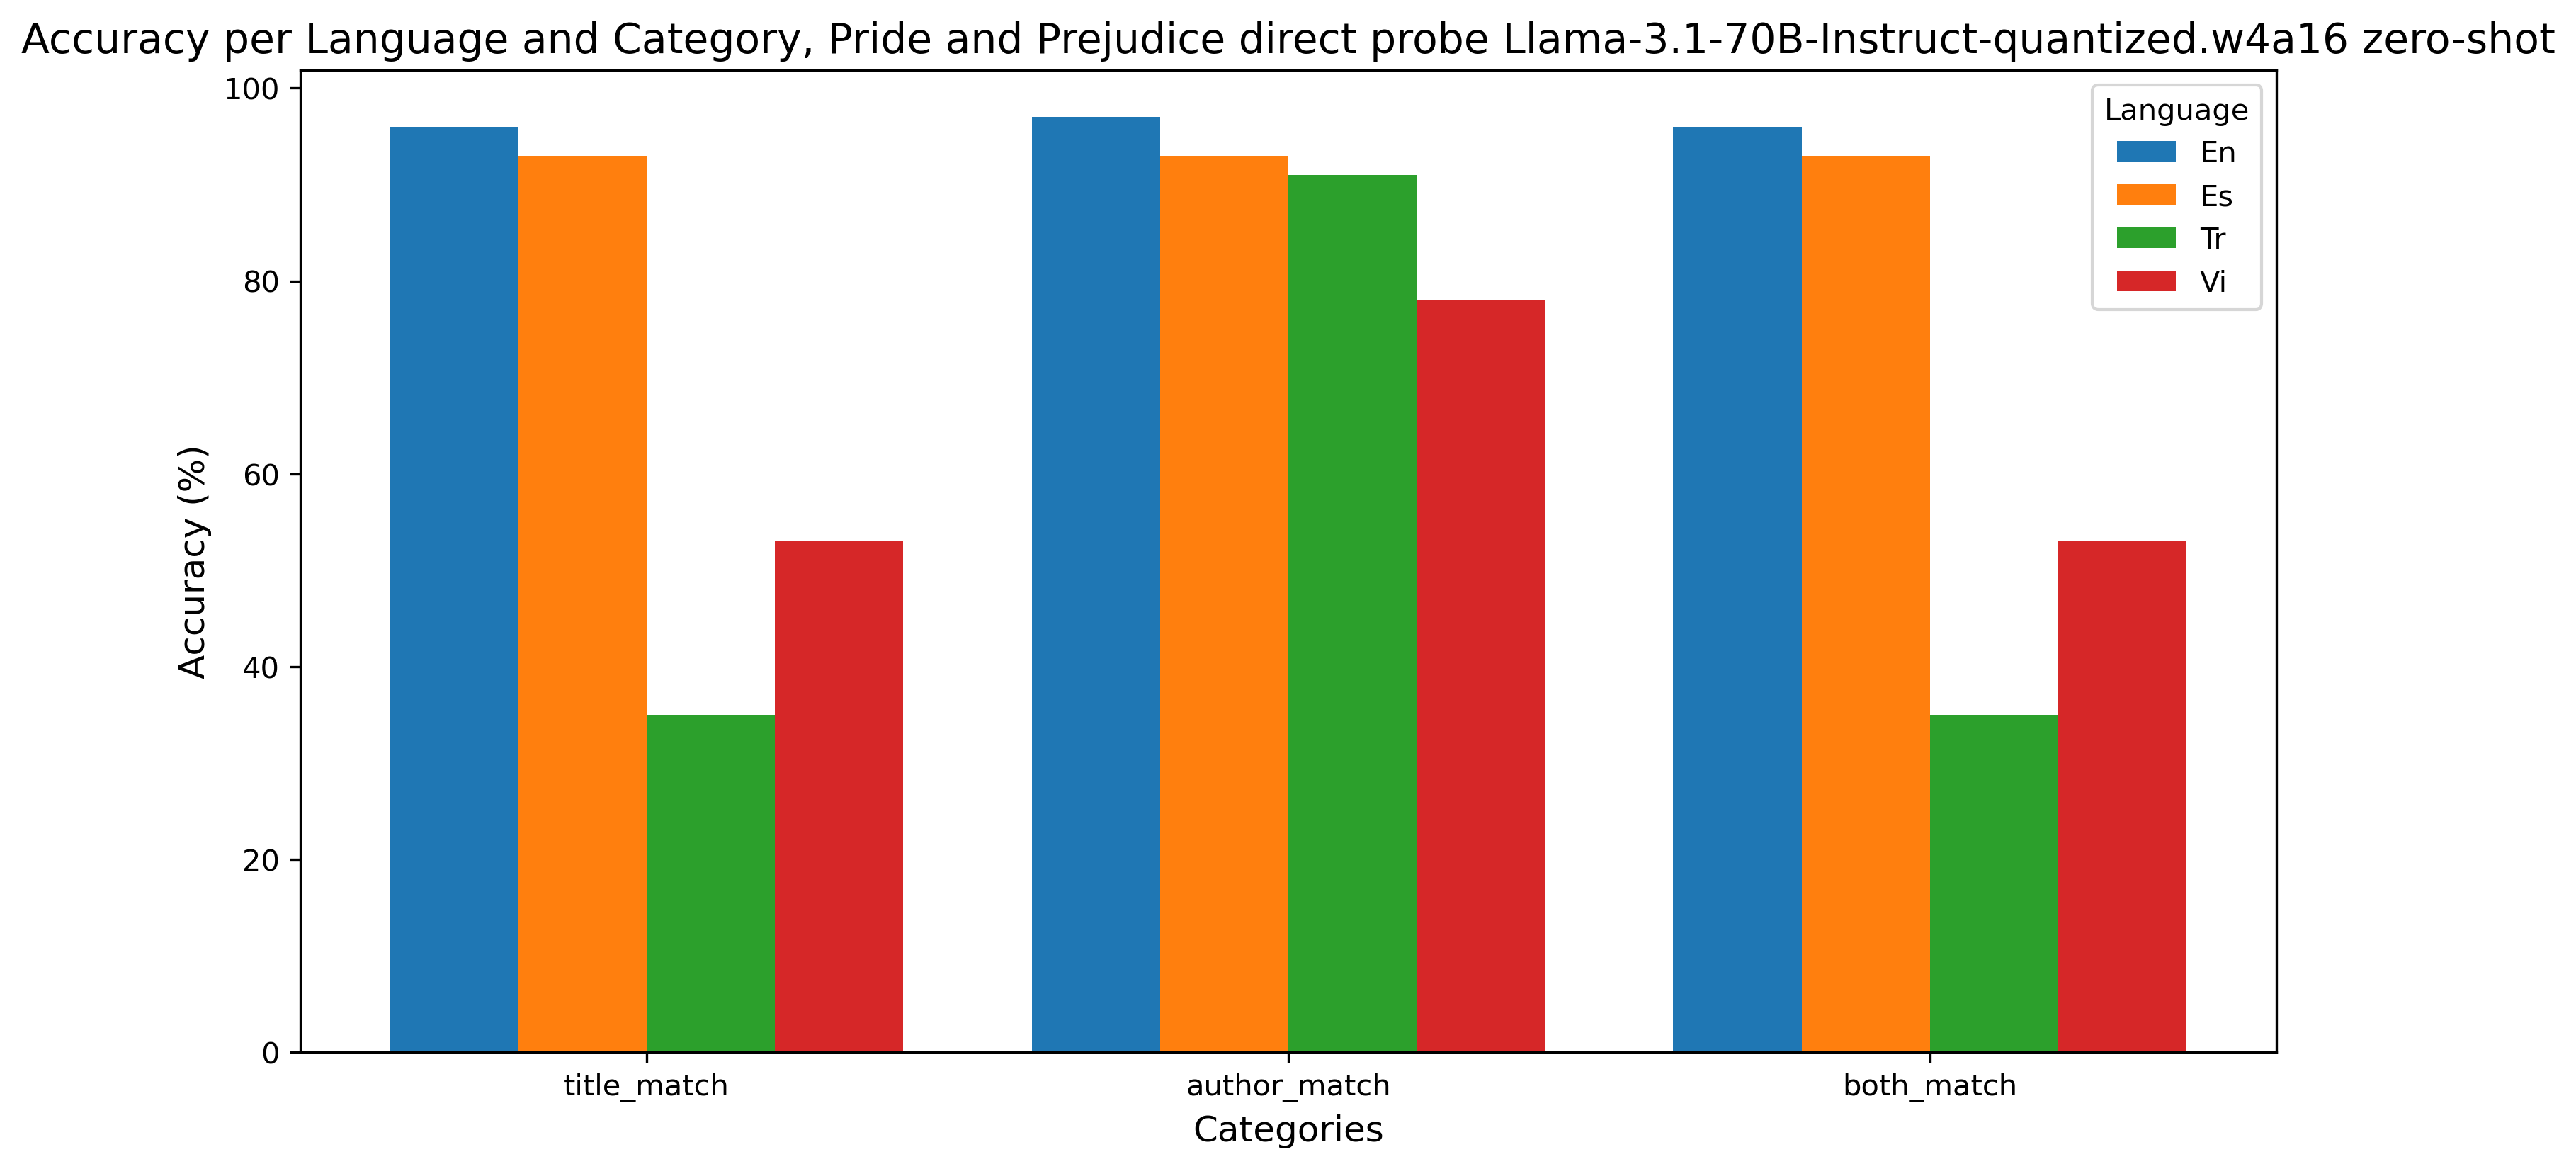 Accuracy per Language and Category, Pride and Prejudice direct probe Llama-3.1-70B-Instruct-quantized.w4a16 zero-shot
Accuracy (%)
100
80
60
40
20
0
Language
En
Es
Tr
Vi
title_match
author_match
both_match
Categories